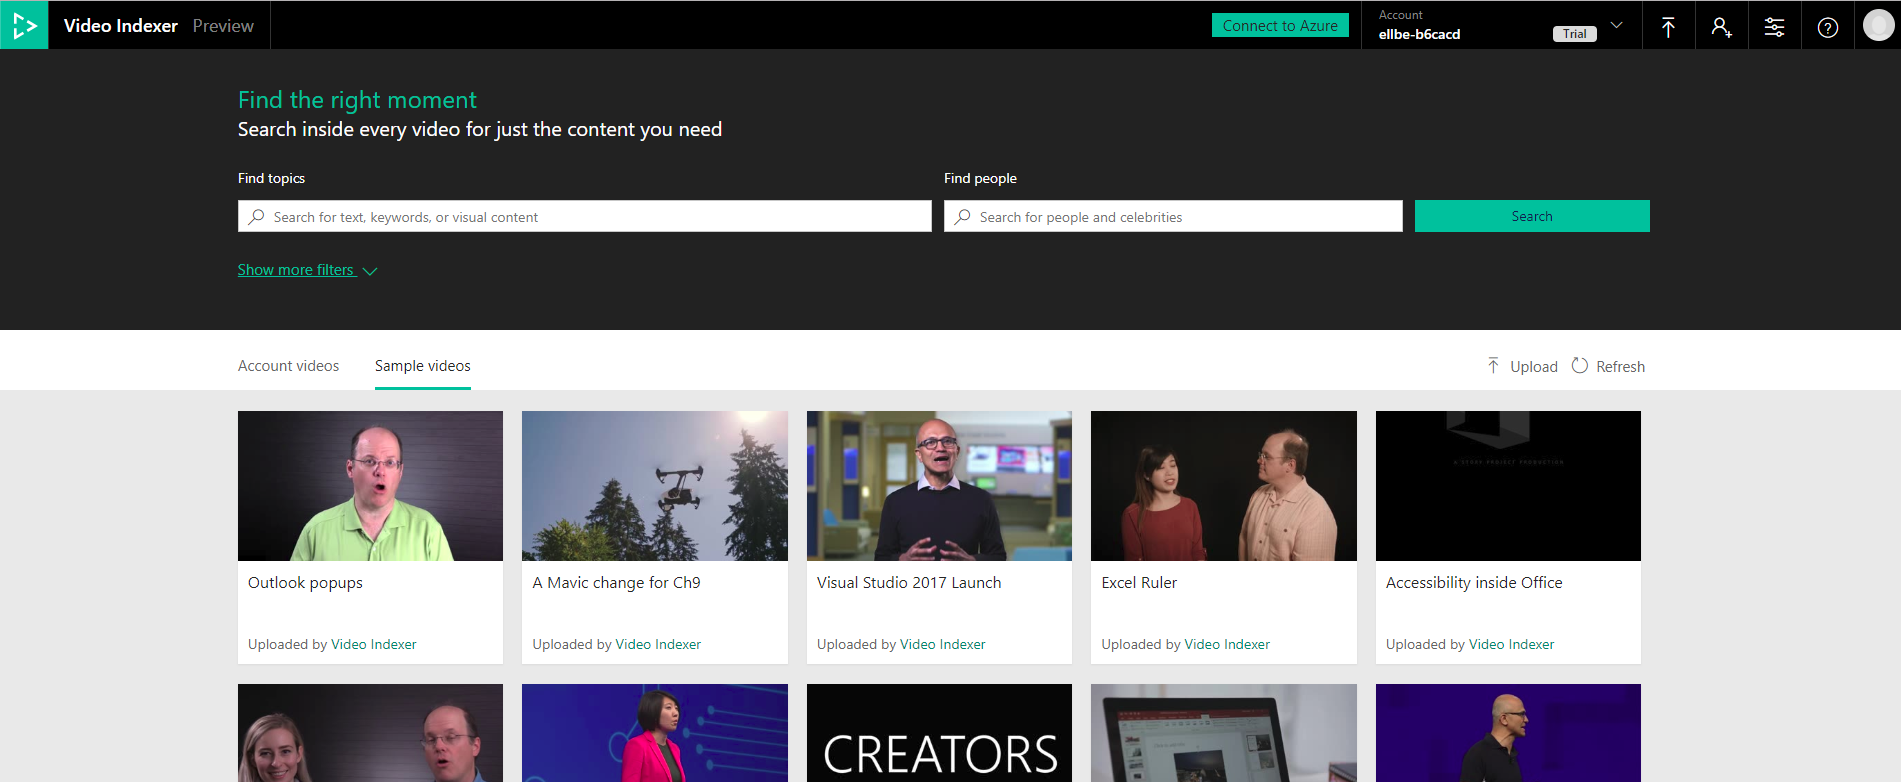 Video Indexer Preview
Connect to Azure
Account
ellbe-b6cacd
Trial
Find the right moment
Search inside every video for just the content you need
Find topics
Find people
Search for text, keywords, or visual content
Search for people and celebrities
Search
Show more filters
Account videos
Sample videos
Upload
Refresh
A STORY PROJECT PRODUCTION
Outlook popups
A Mavic change for Ch9
Visual Studio 2017 Launch
Excel Ruler
Accessibility inside Office
Uploaded by Video Indexer
Uploaded by Video Indexer
Uploaded by Video Indexer
Uploaded by Video Indexer
Uploaded by Video Indexer
CREATORS